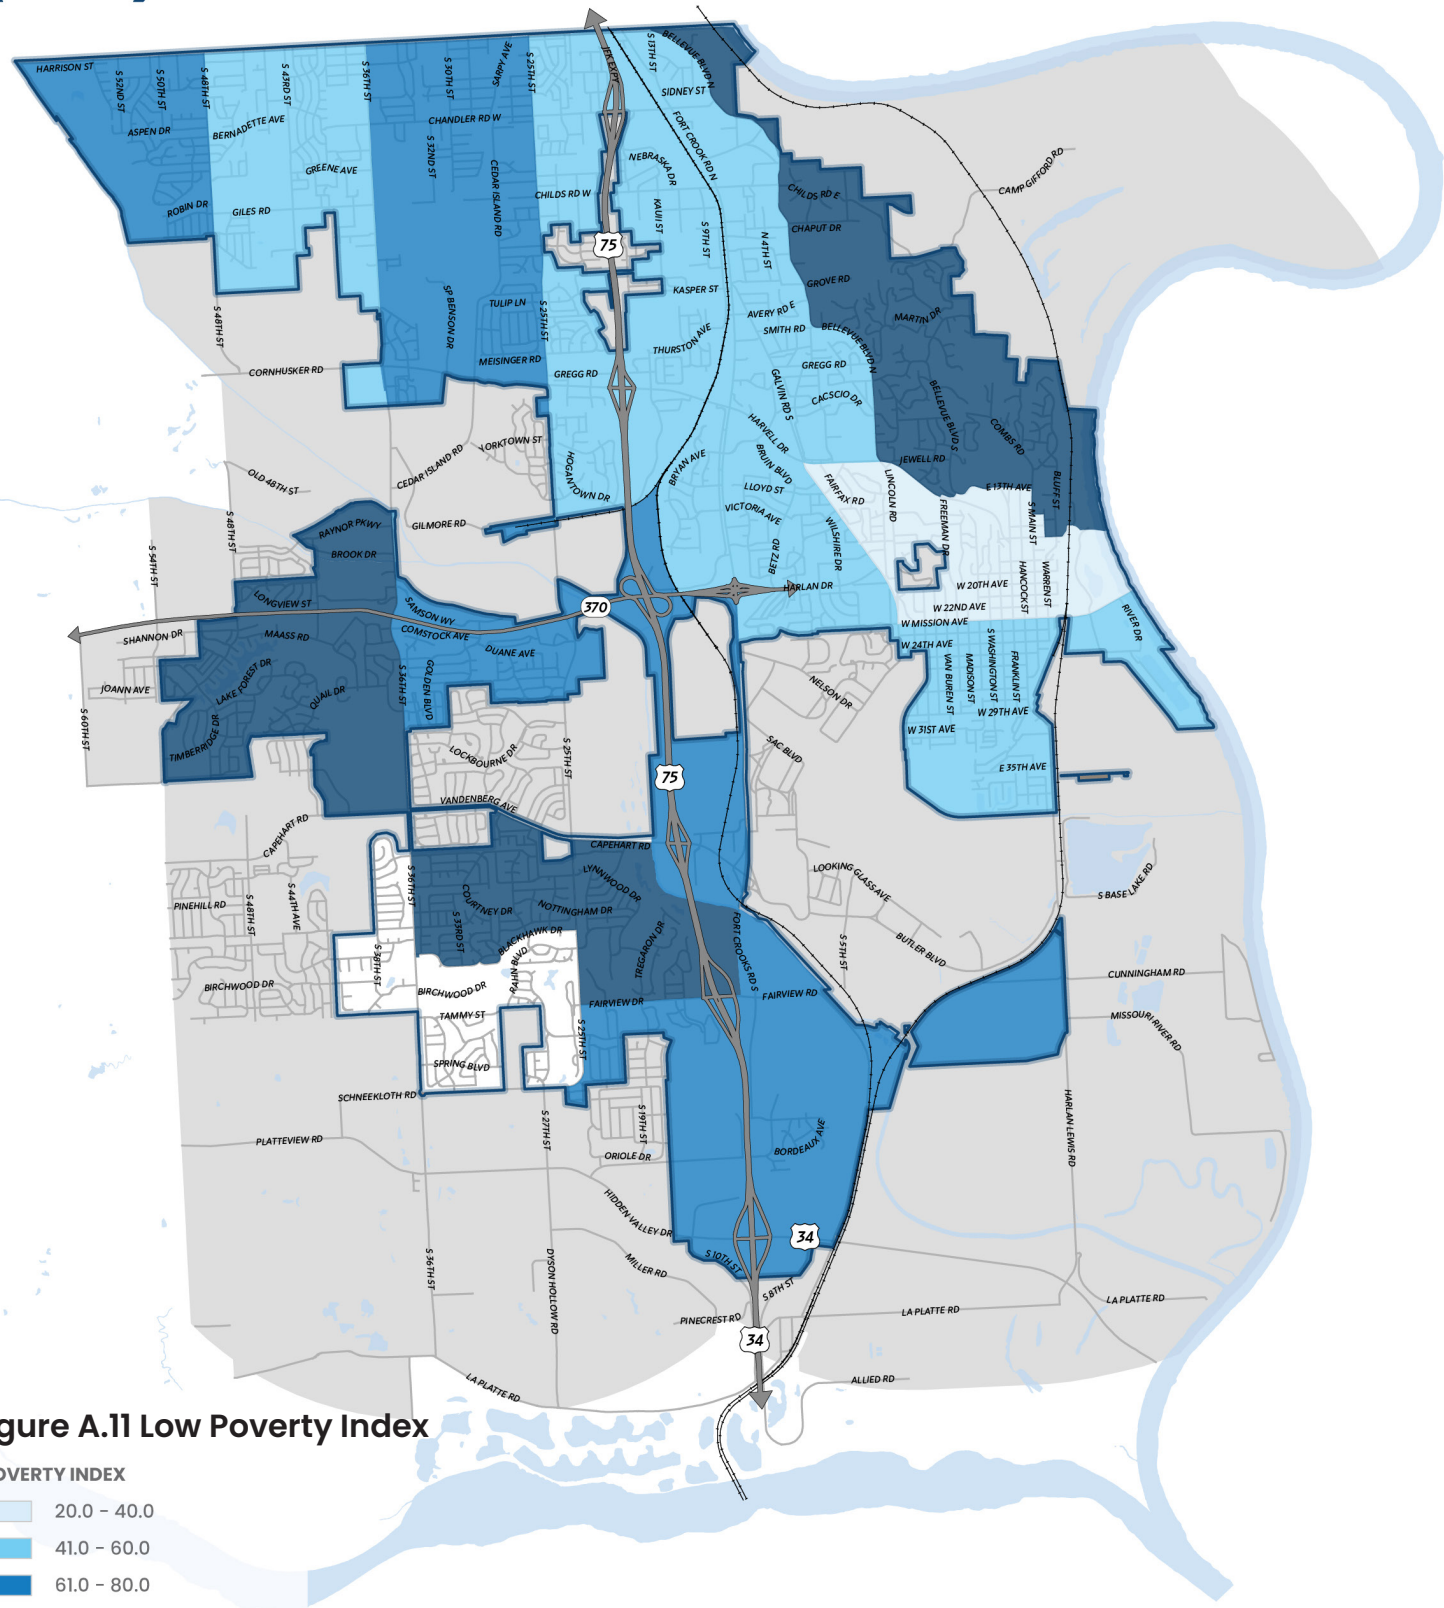 HARRISON ST
S 52ND ST
S 50TH ST
S 48TH ST
S 43RD ST
S 36TH ST
S 30TH ST
SARPY AVE
S 25TH ST
JFK EXPY
S 13TH ST
BELLEVUE BLVD N
SIDNEY ST
ASPEN DR
BERNADETTE AVE
CHANDLER RD W
S 32ND ST
FORT CROOK RD N
GREENE AVE
CEDAR ISLAND RD
NEBRASKA DR
CAMP GIFFORD RD
ROBIN DR
GILES RD
CHILDS RD W
KAUII ST
S 9TH ST
N 4TH ST
CHILDS RD E
CHAPUT DR
75
GROVE RD
KASPER ST
AVERY RD E
SMITH RD
BELLEVUE BLVD N
MARTIN DR
S 48TH ST
SP BENSON DR
TULIP LN
S 25TH ST
THURSTON AVE
MEISINGER RD
GREGG RD
GREGG RD
CORNHUSKER RD
GALVIN RD S
CACSCIO DR
BELLEVUE BLVD S
COMBS RD
HARVELL DR
YORKTOWN ST
CEDAR ISLAND RD
OLD 48TH ST
HOGANTOWN DR
BRYAN AVE
BRUIN BLVD
JEWELL RD
LLOYD ST
FAIRFAX RD
LINCOLN RD
E 13TH AVE
BLUFF ST
S MAIN ST
S 48TH ST
RAYNOR PKWY
GILMORE RD
VICTORIA AVE
WILSHIRE DR
FREEMAN DR
S 54TH ST
BROOK DR
BETZ RD
HARLAN DR
W 20TH AVE
HANCOCK ST
WARREN ST
LONGVIEW ST
SAMSON WY
370
W 22ND AVE
RIVER DR
SHANNON DR
MAASS RD
COMSTOCK AVE
DUANE AVE
W MISSION AVE
W 24TH AVE
VAN BUREN ST
MADISON ST
S WASHINGTON ST
FRANKLIN ST
JOANN AVE
LAKE FOREST DR
QUAIL DR
S 36TH ST
GOLDEN BLVD
NELSON DR
W 29TH AVE
S 60TH ST
TIMBERRIDGE DR
LOCKBOURNE DR
S 25TH ST
SAC BLVD
W 31ST AVE
E 35TH AVE
75
VANDENBERG AVE
CAPEHART RD
CAPEHART RD
LOOKING GLASS AVE
S BASE LAKE RD
PINEHILL RD
S 48TH ST
S 44TH AVE
S 36TH ST
COURTNEY DR
S 33RD ST
LYNNWOOD DR
NOTTINGHAM DR
BLACKHAWK DR
TREGARON DR
FORT CROOKS RD S
S 5TH ST
BUTLER BLVD
S 38TH ST
RAHN BLVD
BIRCHWOOD DR
BIRCHWOOD DR
FAIRVIEW DR
FAIRVIEW RD
CUNNINGHAM RD
TAMMY ST
S 25TH ST
MISSOURI RIVER RD
SPRING BLVD
SCHNEEKLOTH RD
S 27TH ST
S 19TH ST
HARLAN LEWIS RD
PLATTEVIEW RD
ORIOLE DR
BORDEAUX AVE
HIDDEN VALLEY DR
34
S 36TH ST
DYSON HOLLOW RD
MILLER RD
S 10TH ST
S 8TH ST
LA PLATTE RD
LA PLATTE RD
PINECREST RD
34
LA PLATTE RD
ALLIED RD
gure A.11 Low Poverty Index
OVERTY INDEX
20.0 - 40.0
41.0 - 60.0
61.0 - 80.0